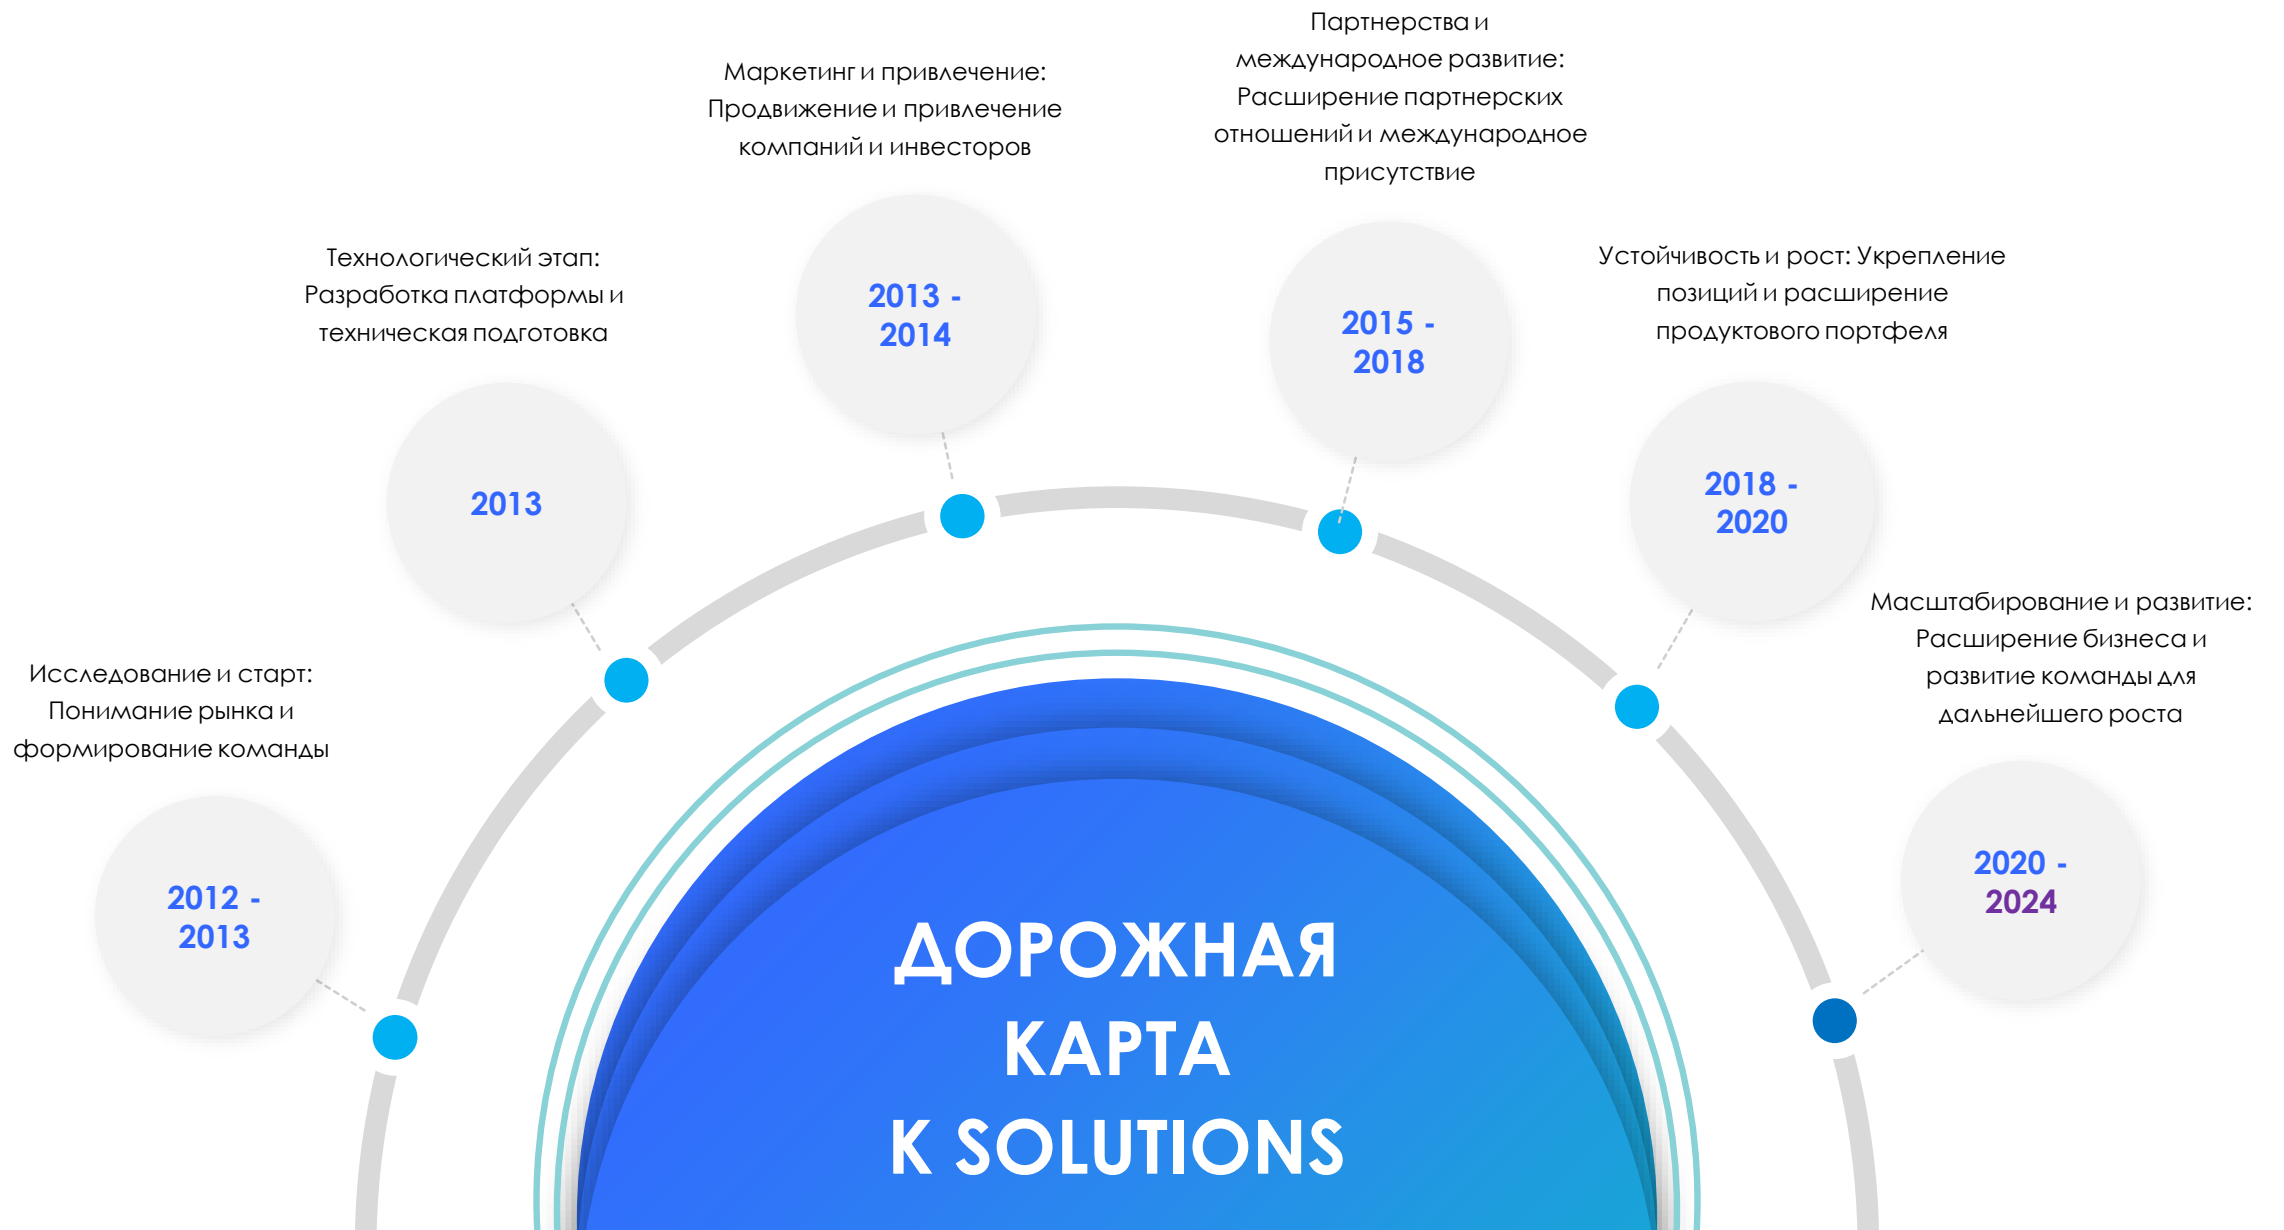 Исследование и старт:
Понимание рынка и
формирование команды
2012 -
2013
Технологический этап:
Разработка платформы и
техническая подготовка
2013
Маркетинг и привлечение:
Продвижение и привлечение
компаний и инвесторов
2013 -
2014
Партнерства и
международное развитие:
Расширение партнерских
отношений и международное
присутствие
2015 -
2018
Устойчивость и рост: Укрепление
позиций и расширение
продуктового портфеля
2018 -
2020
Масштабирование и развитие:
Расширение бизнеса и
развитие команды для
дальнейшего роста
2020 -
2024
ДОРОЖНАЯ
КАРТА
K SOLUTIONS